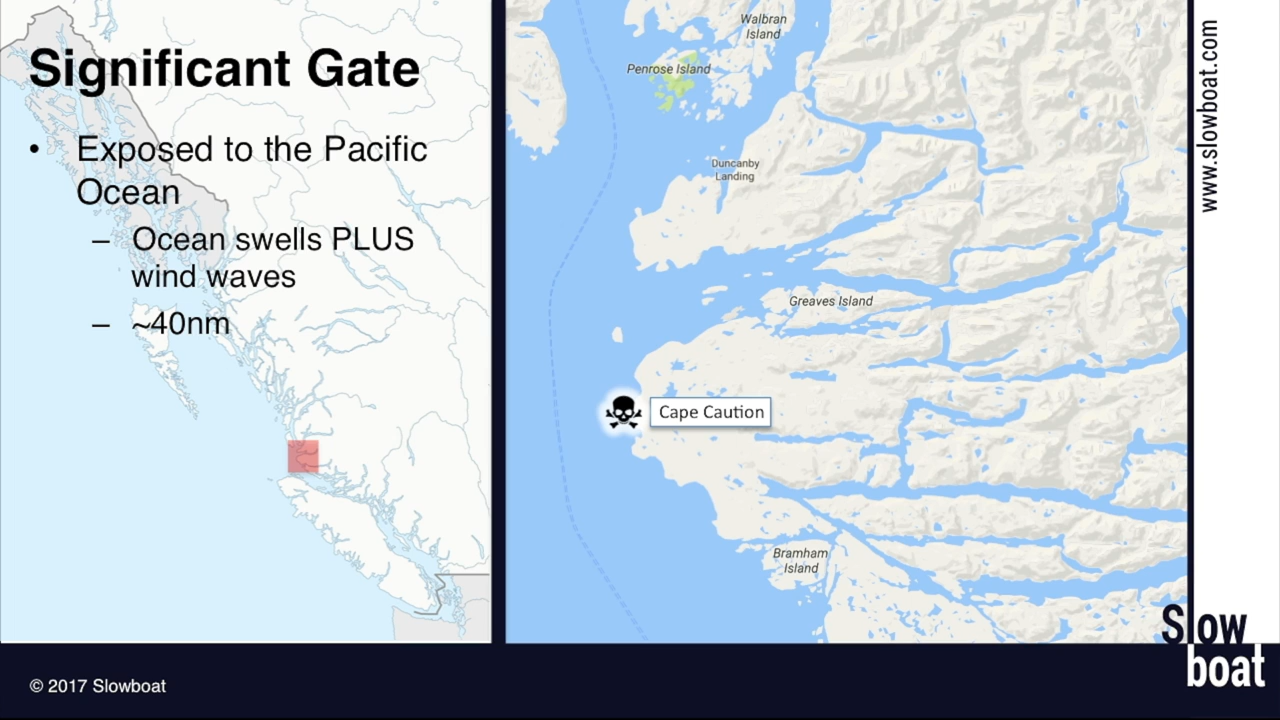 Significant Gate
• Exposed to the Pacific
Ocean
– Ocean swells PLUS
wind waves
– ~40nm
Walbran
Island
Penrose Island
Duncanby
Landing
Greaves Island
Cape Caution
Bramham
Island
www.slowboat.com
Slow
boat
© 2017 Slowboat